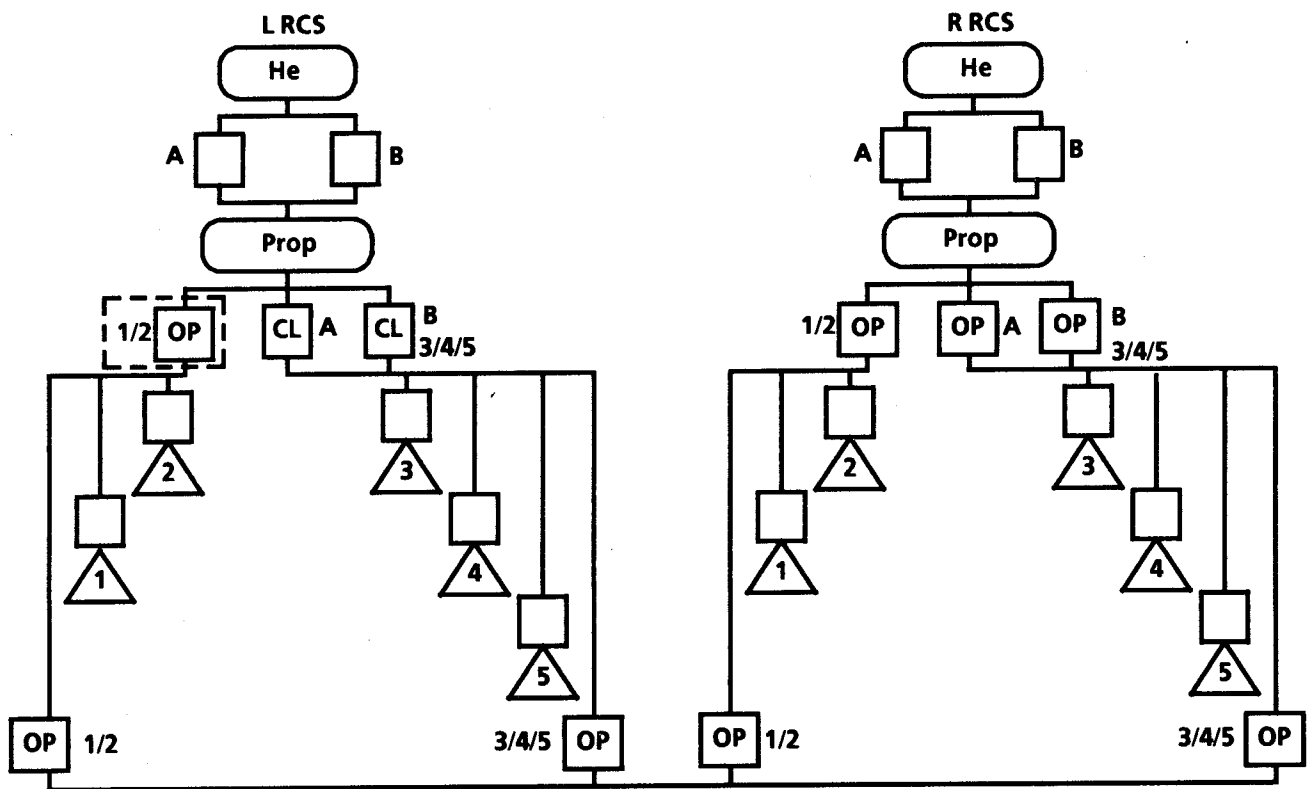 L RCS
R RCS
He
He
A
B
A
B
Prop
Prop
1/2 OP
CL A
CL B
3/4/5
1/2 OP
OP A
OP B
3/4/5
2
3
2
3
1
4
1
4
5
5
OP 1/2
3/4/5 OP
OP 1/2
3/4/5 OP